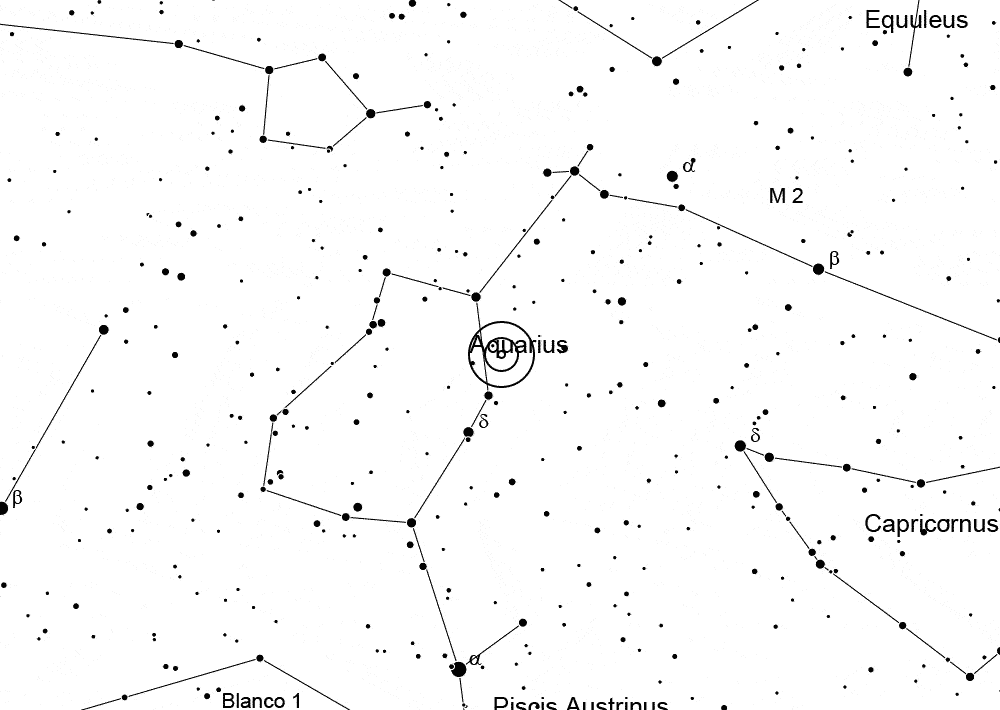 Equuleus
α
M 2
β
Aquarius
δ
δ
β
Capricornus
α
Blanco 1
Piscis Austrinus